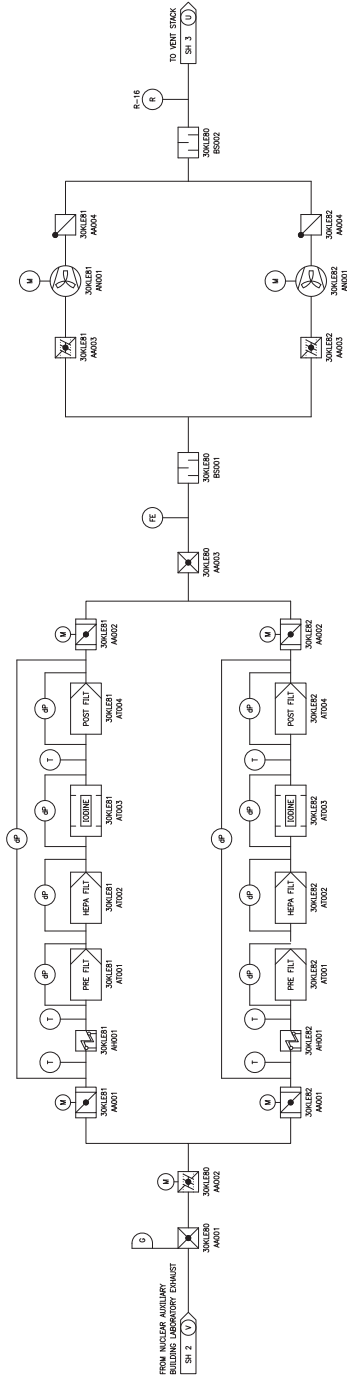 FROM NUCLEAR AUXILIARY
BUILDING LABORATORY EXHAUST
SH 2 V
G
30KLE80
AA001
M
30KLE80
AA002
dP
M
30KLE81
AA001
T
30KLE81
AH001
T
dP
PRE FILT
30KLE81
AT001
dP
HEPA FILT
30KLE81
AT002
dP
IODINE
30KLE81
AT003
T
dP
POST FILT
30KLE81
AT004
M
30KLE81
AA002
dP
M
30KLE82
AA001
T
30KLE82
AH001
T
dP
PRE FILT
30KLE82
AT001
dP
HEPA FILT
30KLE82
AT002
dP
IODINE
30KLE82
AT003
T
dP
POST FILT
30KLE82
AT004
M
30KLE82
AA002
30KLE80
AA003
FE
30KLE80
BS001
30KLE81
AA003
M
30KLE81
AN001
30KLE81
AA004
30KLE82
AA003
M
30KLE82
AN001
30KLE82
AA004
30KLE80
BS002
R-16
R
TO VENT STACK
SH 3 U